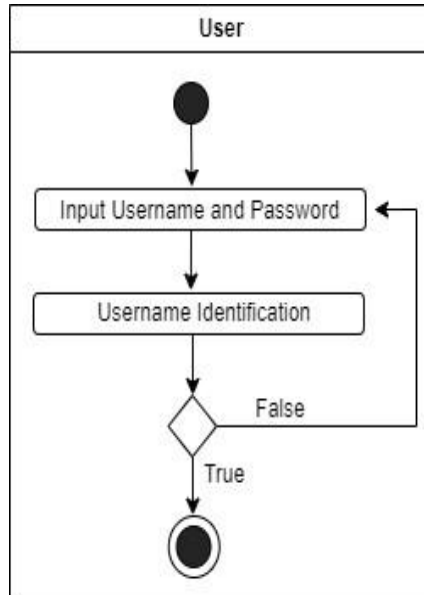 User
Input Username and Password
Username Identification
False
True